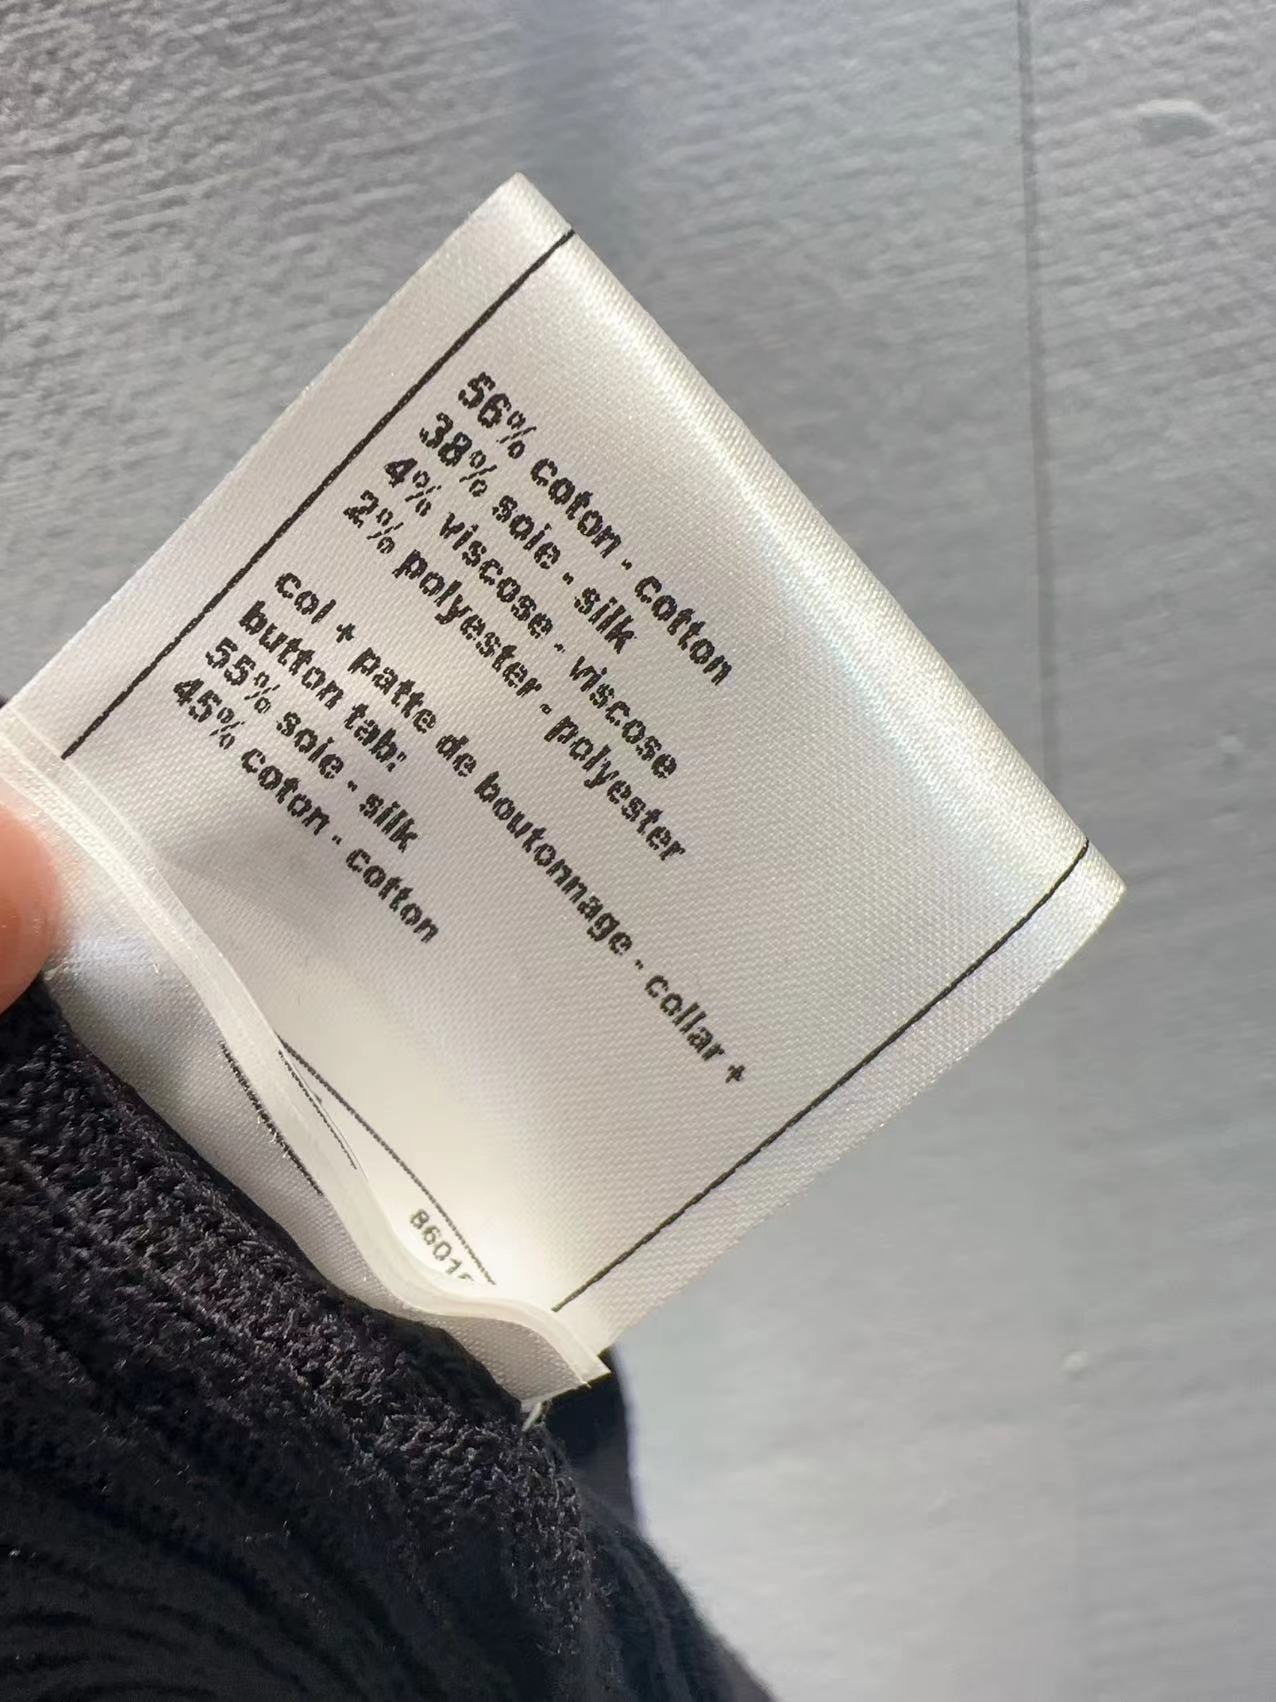 56% coton - cotton
38% soie - silk
4% viscose - viscose
2% polyester - polyester
col + patte de boutonnage - collar +
button tab:
55% soie - silk
45% coton - cotton